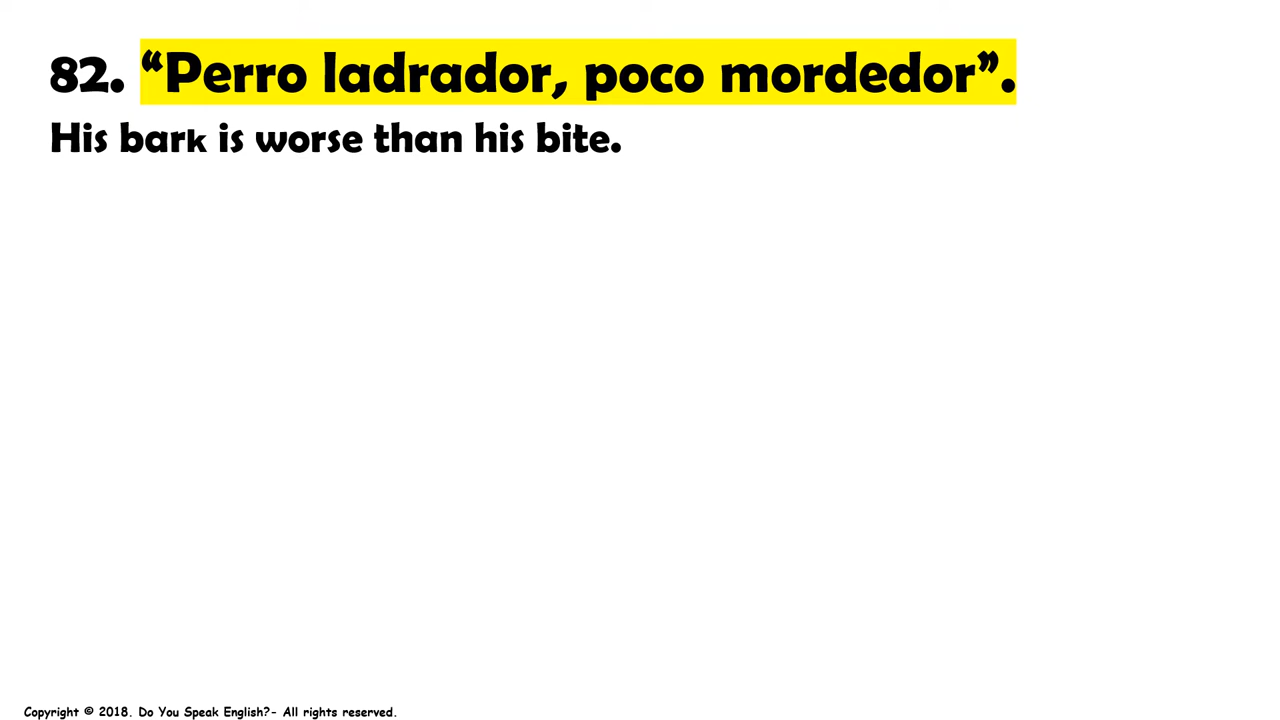 82. “Perro ladrador, poco mordedor”.
His bark is worse than his bite.
Copyright © 2018. Do You Speak English?- All rights reserved.